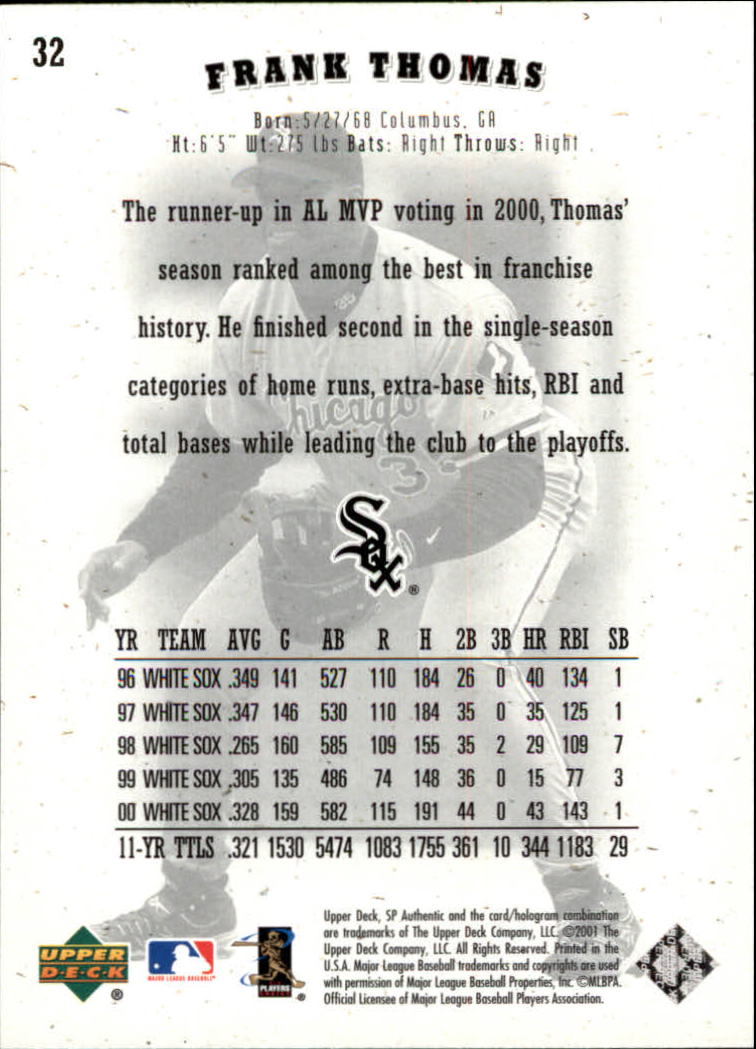 32
FRANK THOMAS
Born:5/27/68 Columbus, GA
Ht:6'5" Wt:275 lbs Bats: Right Throws: Right
The runner-up in AL MVP voting in 2000, Thomas'
season ranked among the best in franchise
history. He finished second in the single-season
categories of home runs, extra-base hits, RBI and
total bases while leading the club to the playoffs.
Chicago
35
Sox®
YR TEAM AVG G AB R H 2B 3B HR RBI SB
96 WHITE SOX .349 141 527 110 184 26 0 40 134 1
97 WHITE SOX .347 146 530 110 184 35 0 35 125 1
98 WHITE SOX .265 160 585 109 155 35 2 29 109 7
99 WHITE SOX .305 135 486 74 148 36 0 15 77 3
00 WHITE SOX .328 159 582 115 191 44 0 43 143 1
11-YR TTLS .321 1530 5474 1083 1755 361 10 344 1183 29
Upper Deck, SP Authentic and the card/hologram combination
are trademarks of The Upper Deck Company, LLC. ©2001 The
Upper Deck Company, LLC. All Rights Reserved. Printed in the
U.S.A. Major League Baseball trademarks and copyrights are used
with permission of Major League Baseball Properties, Inc. ©MLBPA.
Official Licensee of Major League Baseball Players Association.
UPPER
DECK
®
MAJOR LEAGUE BASEBALL
PLAYERS
CHOICE
®